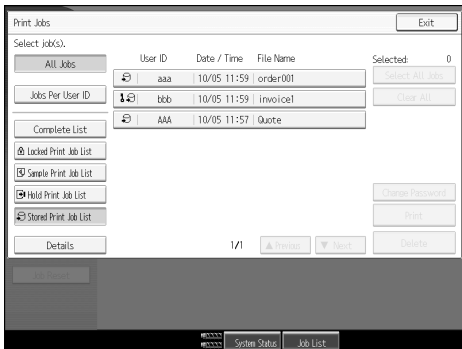 Print Jobs
Exit
Select job(s).
All Jobs
User ID Date / Time File Name
Selected: 0
aaa 10/05 11:59 order001
Select All Jobs
Jobs Per User ID
bbb 10/05 11:59 invoice1
Clear All
AAA 10/05 11:57 Quote
Complete List
Locked Print Job List
Sample Print Job List
Hold Print Job List
Change Password
Stored Print Job List
Print
Details
1/1
Previous
Next
Delete
Job Reset
System Status
Job List